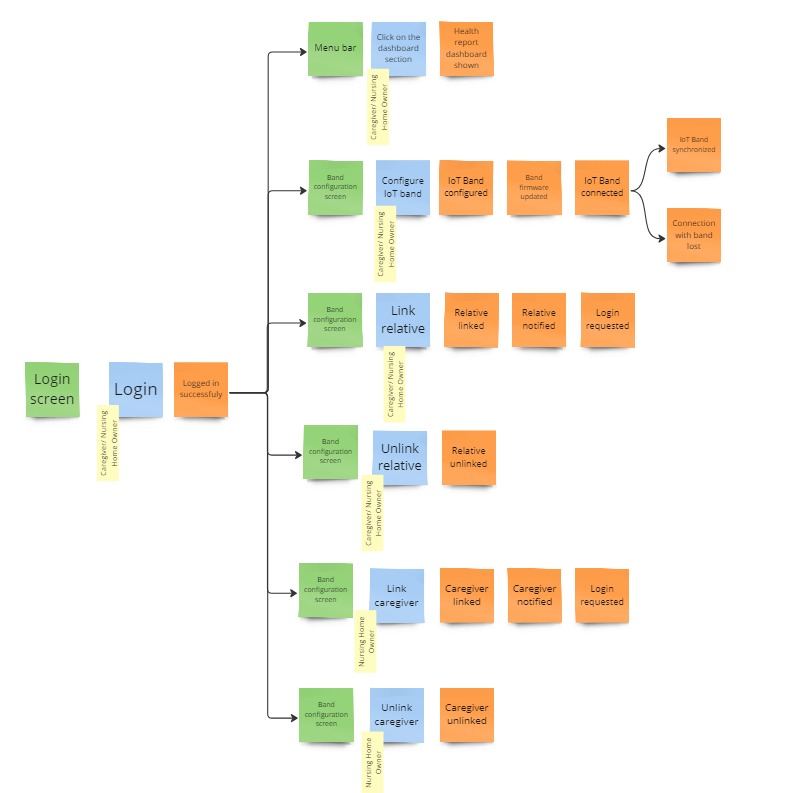 Menu bar
Click on the
dashboard
section
Health
report
dashboard
shown
Caregiver/ Nursing
Home Owner
IoT Band
synchronized
Band
configuration
screen
Configure
IoT band
IoT Band
configured
Band
firmware
updated
IoT Band
connected
Caregiver/ Nursing
Home Owner
Connection
with band
lost
Band
configuration
screen
Link
relative
Relative
linked
Relative
notified
Login
requested
Caregiver/ Nursing
Home Owner
Login
screen
Login
Logged in
successfuly
Caregiver/ Nursing
Home Owner
Band
configuration
screen
Unlink
relative
Relative
unlinked
Caregiver/ Nursing
Home Owner
Band
configuration
screen
Link
caregiver
Caregiver
linked
Caregiver
notified
Login
requested
Nursing Home
Owner
Band
configuration
screen
Unlink
caregiver
Caregiver
unlinked
Nursing Home
Owner